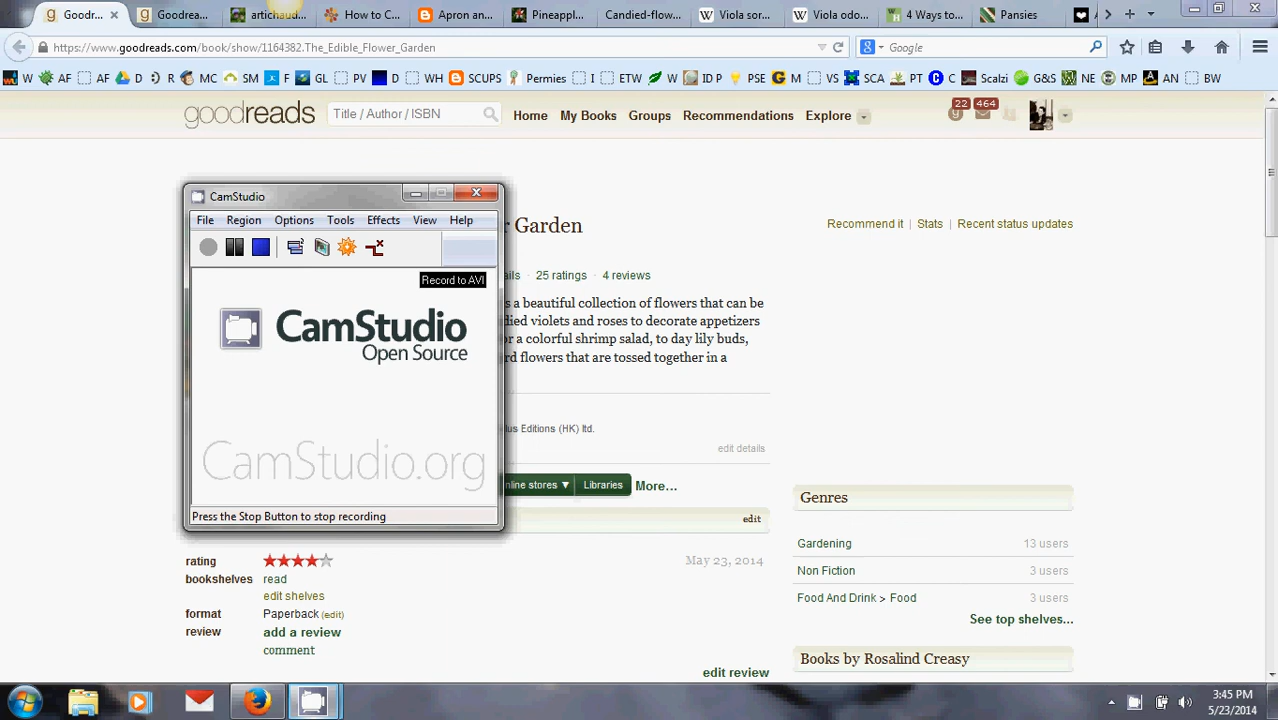 Goodr...
Goodrea...
artichau...
How to C...
Apron an...
Pineappl...
Candied-flow...
Viola sor...
Viola odo...
4 Ways to...
Pansies
https://www.goodreads.com/book/show/1164382.The_Edible_Flower_Garden
Google
W AF AF D R MC SM F GL PV D WH SCUPS Permies I ETW W ID P PSE M VS SCA PT C Scalzi G&S NE MP AN BW
goodreads Title / Author / ISBN Home My Books Groups Recommendations Explore 22 464
CamStudio
File Region Options Tools Effects View Help
Record to AVI
CamStudio
Open Source
CamStudio.org
Press the Stop Button to stop recording
r Garden
Recommend it | Stats | Recent status updates
ails · 25 ratings · 4 reviews
s a beautiful collection of flowers that can be
died violets and roses to decorate appetizers
or a colorful shrimp salad, to day lily buds,
rd flowers that are tossed together in a
lus Editions (HK) ltd.
edit details
nline stores ▼ Libraries More...
edit
rating May 23, 2014
bookshelves read
edit shelves
format Paperback (edit)
review add a review
comment
edit review
Genres
Gardening 13 users
Non Fiction 3 users
Food And Drink > Food 3 users
See top shelves...
Books by Rosalind Creasy
3:45 PM
5/23/2014